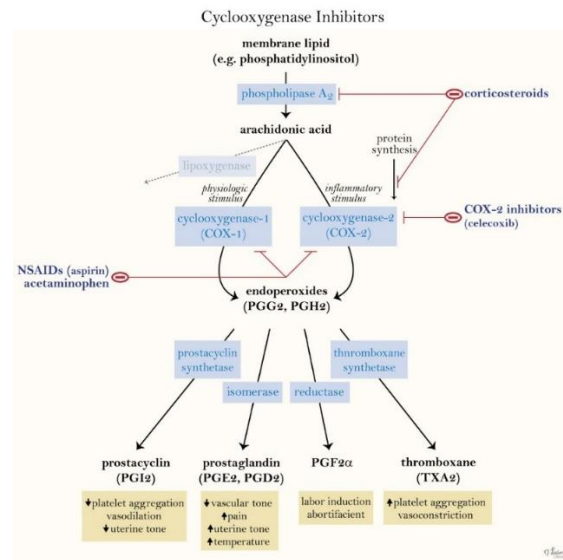 Cyclooxygenase Inhibitors
membrane lipid
(e.g. phosphatidylinositol)
phospholipase A2
corticosteroids
arachidonic acid
protein
synthesis
lipoxygenase
physiologic
stimulus
inflammatory
stimulus
cyclooxygenase-1
(COX-1)
cyclooxygenase-2
(COX-2)
COX-2 inhibitors
(celecoxib)
NSAIDs (aspirin)
acetaminophen
endoperoxides
(PGG2, PGH2)
prostacyclin
synthetase
thnromboxane
synthetase
isomerase
reductase
prostacyclin
(PGI2)
prostaglandin
(PGE2, PGD2)
PGF2α
thromboxane
(TXA2)
platelet aggregation
vasodilation
uterine tone
vascular tone
pain
uterine tone
temperature
labor induction
abortifacient
platelet aggregation
vasoconstriction